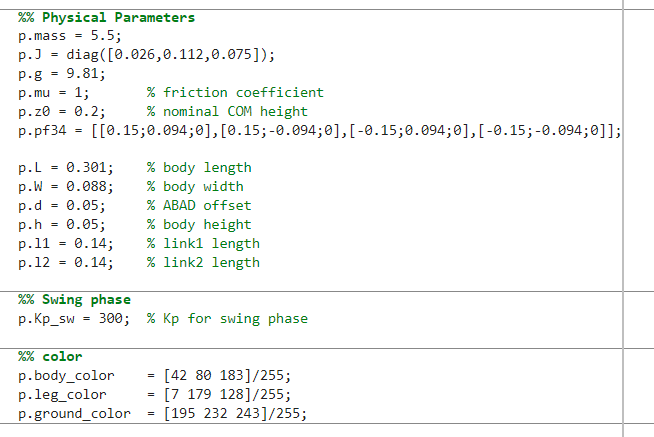 %% Physical Parameters
p.mass = 5.5;
p.J = diag([0.026,0.112,0.075]);
p.g = 9.81;
p.mu = 1;       % friction coefficient
p.z0 = 0.2;     % nominal COM height
p.pf34 = [[0.15;0.094;0],[0.15;-0.094;0],[-0.15;0.094;0],[-0.15;-0.094;0]];
p.L = 0.301;    % body length
p.W = 0.088;    % body width
p.d = 0.05;     % ABAD offset
p.h = 0.05;     % body height
p.l1 = 0.14;    % link1 length
p.l2 = 0.14;    % link2 length
%% Swing phase
p.Kp_sw = 300;  % Kp for swing phase
%% color
p.body_color    = [42 80 183]/255;
p.leg_color     = [7 179 128]/255;
p.ground_color  = [195 232 243]/255;